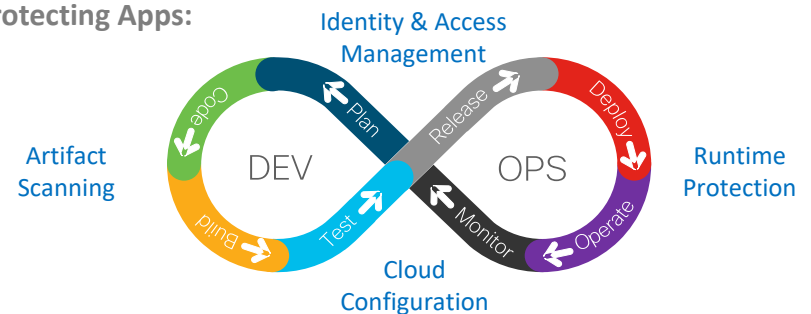 rotecting Apps:
Identity & Access
Management
Code
Plan
Release
Deploy
Artifact
Scanning
DEV
OPS
Runtime
Protection
Build
Test
Monitor
Operate
Cloud
Configuration